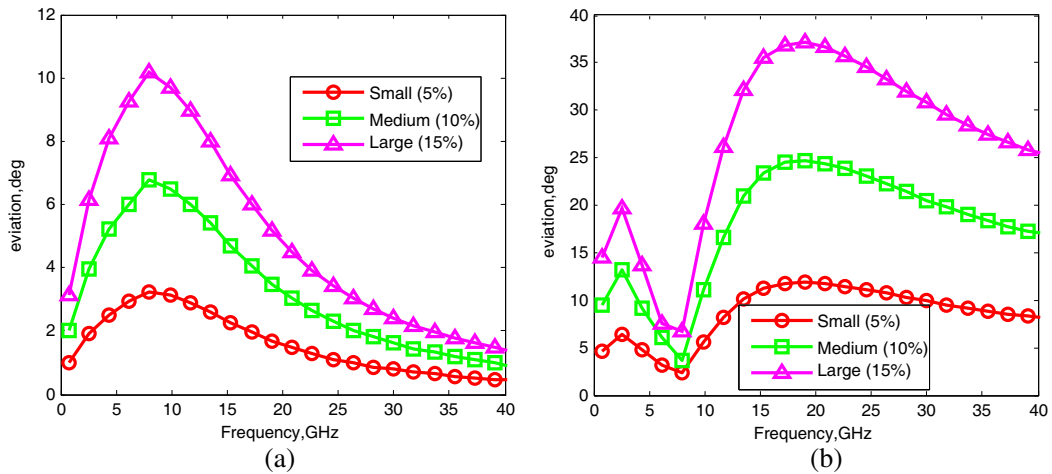 12
10
8
6
4
2
0
eviation,deg
0 5 10 15 20 25 30 35 40
Frequency,GHz
Small (5%)
Medium (10%)
Large (15%)
(a)
40
35
30
25
20
15
10
5
0
eviation,deg
0 5 10 15 20 25 30 35 40
Frequency,GHz
Small (5%)
Medium (10%)
Large (15%)
(b)